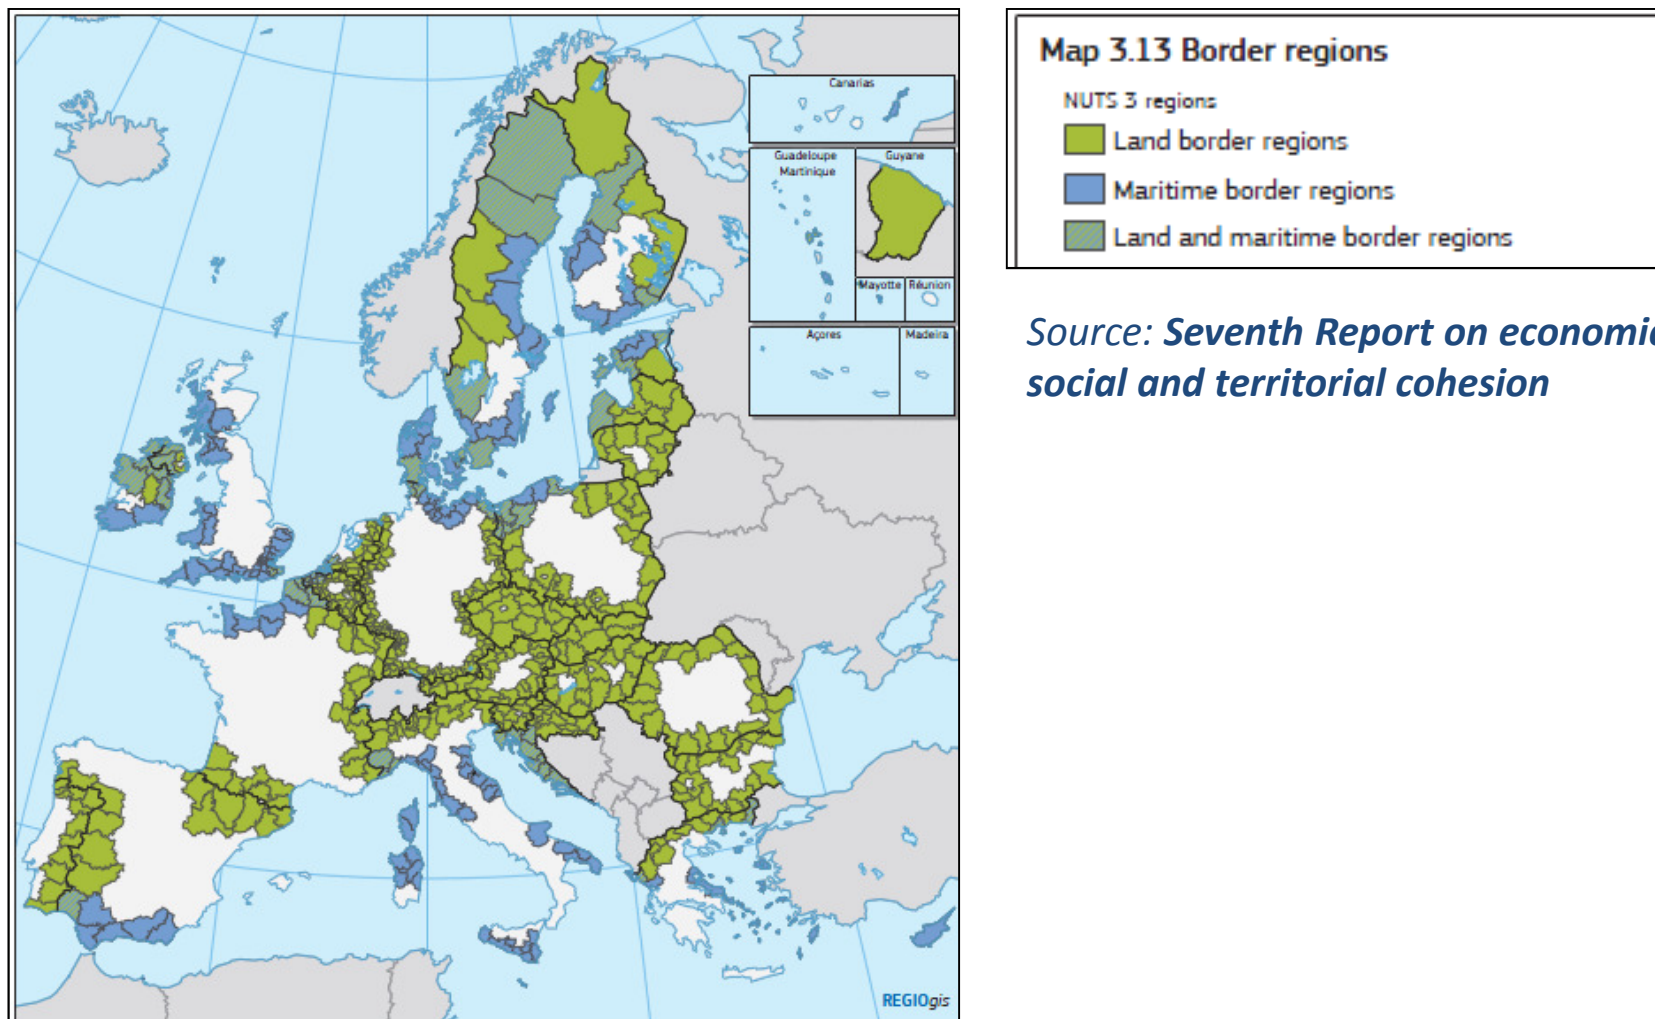 Canarias
Guadeloupe
Martinique
Guyane
Mayotte
Réunion
Açores
Madeira
REGIOgis
Map 3.13 Border regions
NUTS 3 regions
Land border regions
Maritime border regions
Land and maritime border regions
Source: Seventh Report on economic
social and territorial cohesion